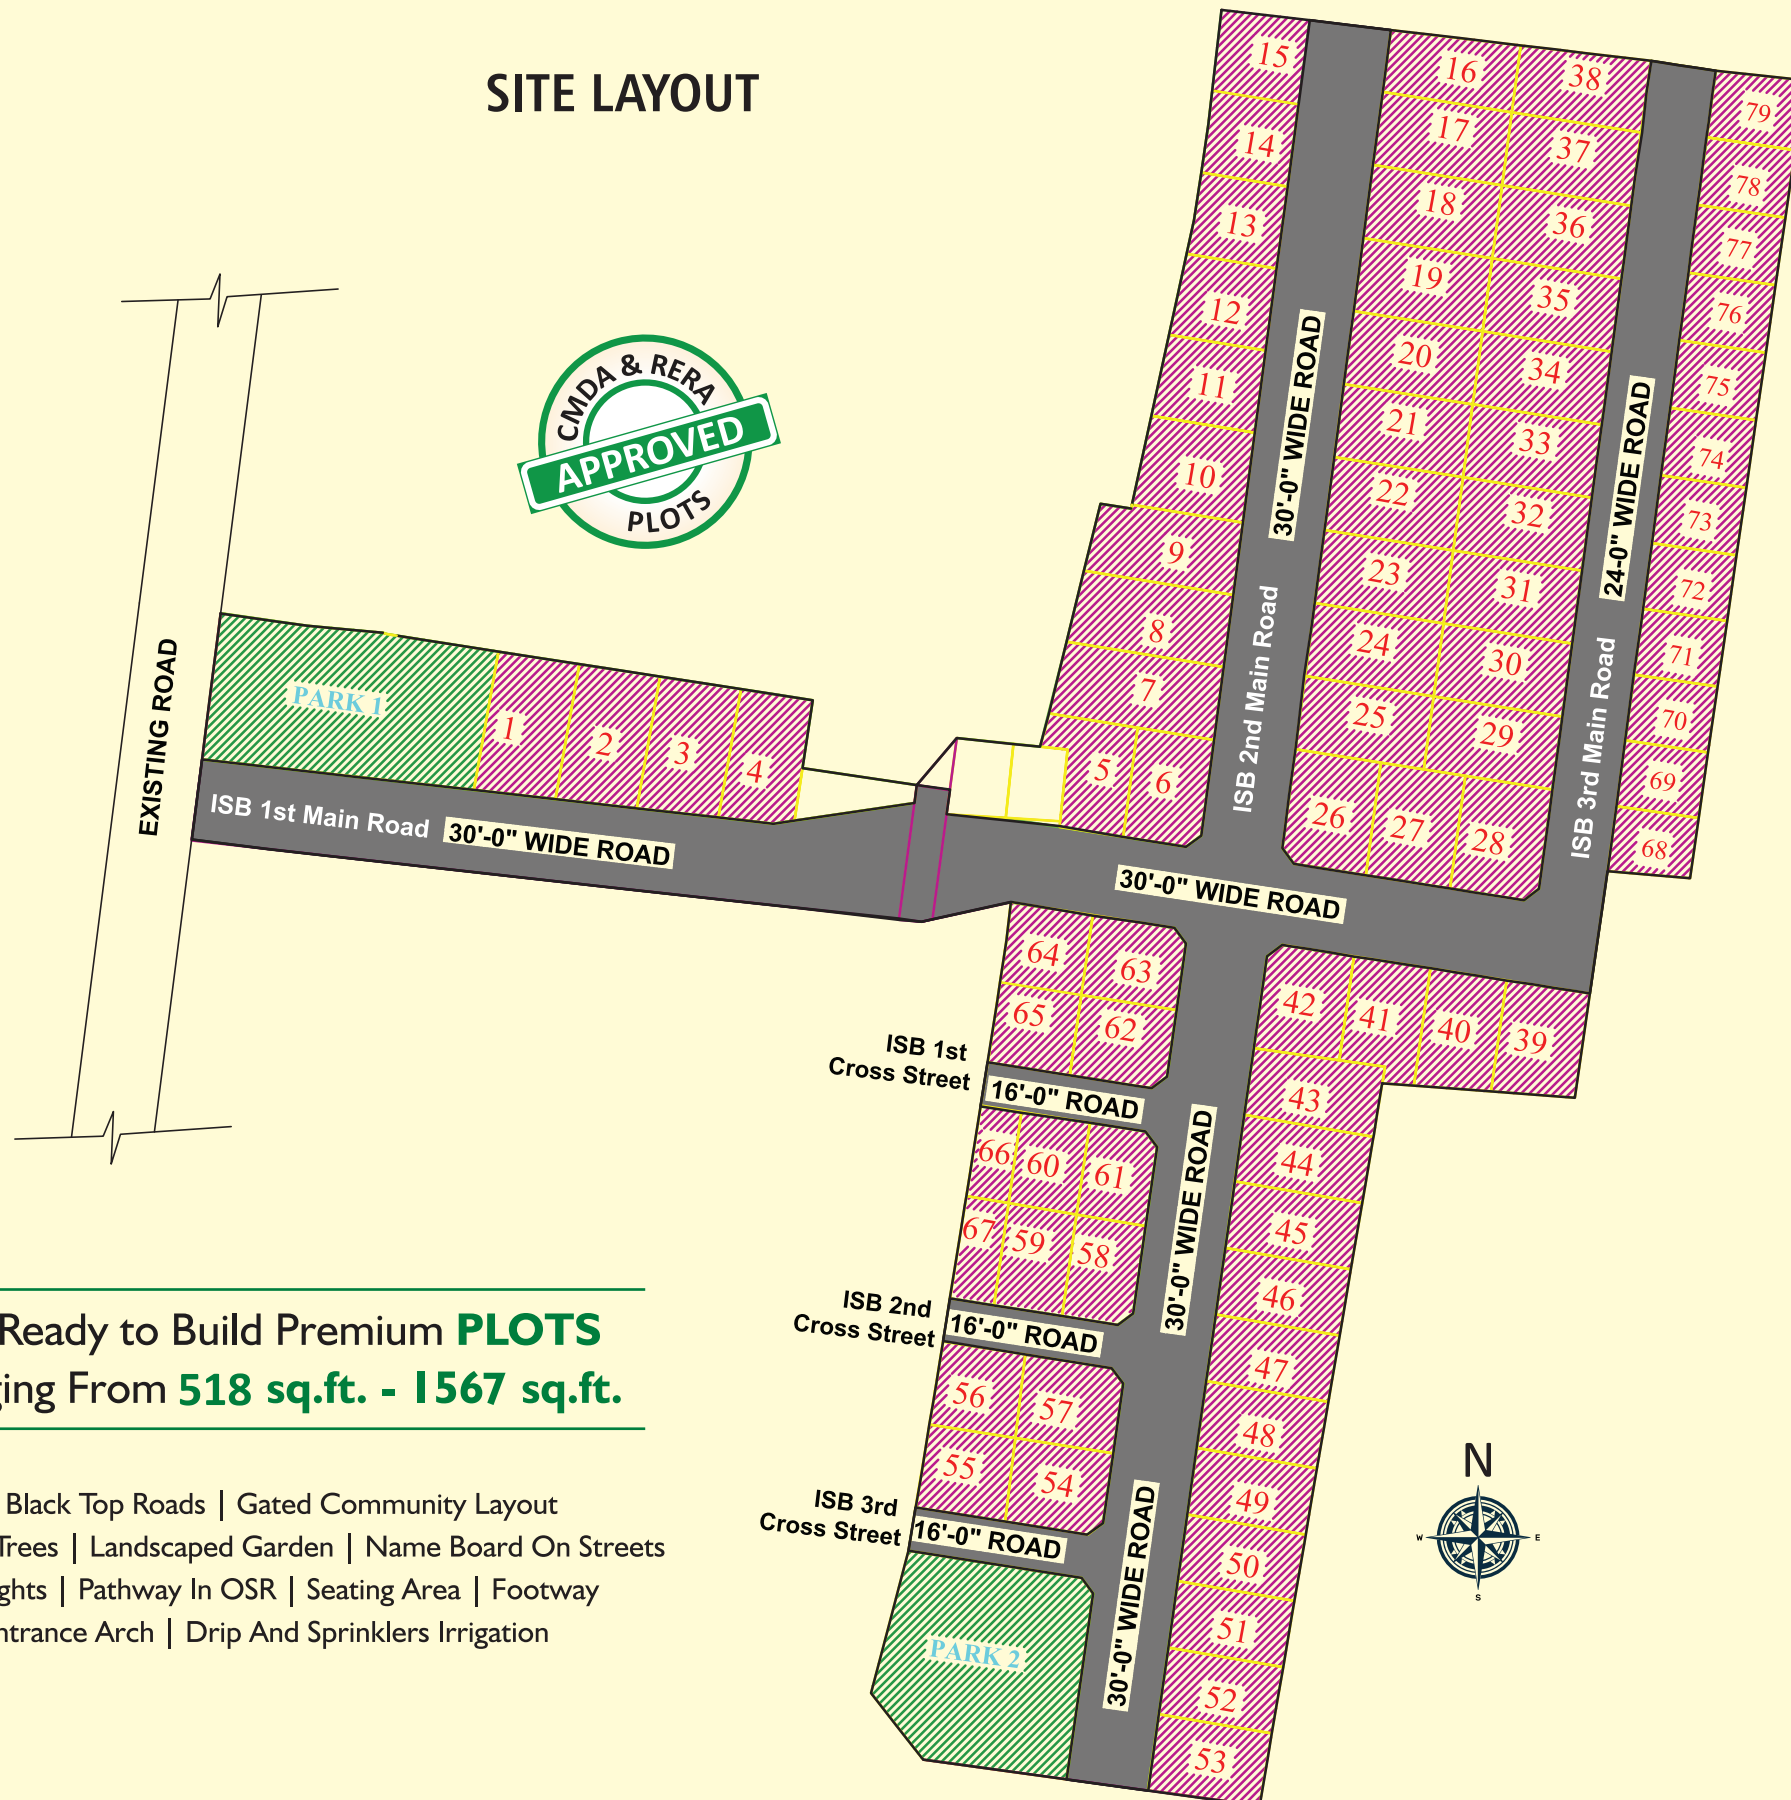 SITE LAYOUT
CMDA & RERA
APPROVED
PLOTS
EXISTING ROAD
PARK 1
1
2
3
4
ISB 1st Main Road
30'-0" WIDE ROAD
15
14
13
12
11
10
9
8
7
5
6
30'-0" WIDE ROAD
ISB 2nd Main Road
16
38
17
37
18
36
19
35
20
34
21
33
22
32
23
31
24
30
25
29
26
27
28
24-0" WIDE ROAD
ISB 3rd Main Road
79
78
77
76
75
74
73
72
71
70
69
68
30'-0" WIDE ROAD
64
63
65
62
42
41
40
39
ISB 1st
Cross Street
16'-0" ROAD
66
60
61
67
59
58
30'-0" WIDE ROAD
43
44
45
46
47
48
49
50
51
52
53
ISB 2nd
Cross Street
16'-0" ROAD
56
57
55
54
ISB 3rd
Cross Street
16'-0" ROAD
30'-0" WIDE ROAD
PARK 2
Ready to Build Premium PLOTS
ging From 518 sq.ft. - 1567 sq.ft.
Black Top Roads | Gated Community Layout
Trees | Landscaped Garden | Name Board On Streets
ghts | Pathway In OSR | Seating Area | Footway
ntrance Arch | Drip And Sprinklers Irrigation
N
W
E
S